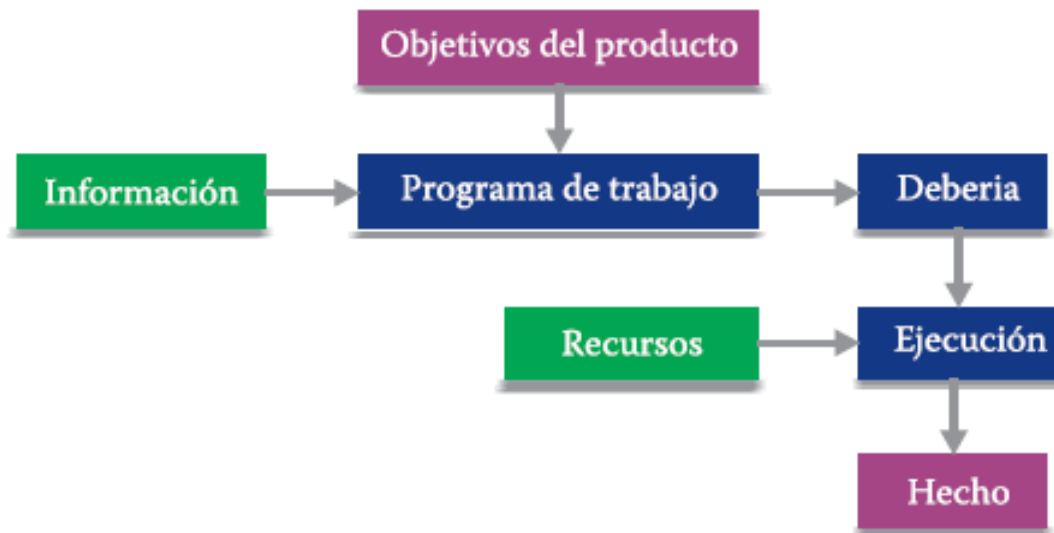 Objetivos del producto
Información
Programa de trabajo
Deberia
Recursos
Ejecución
Hecho